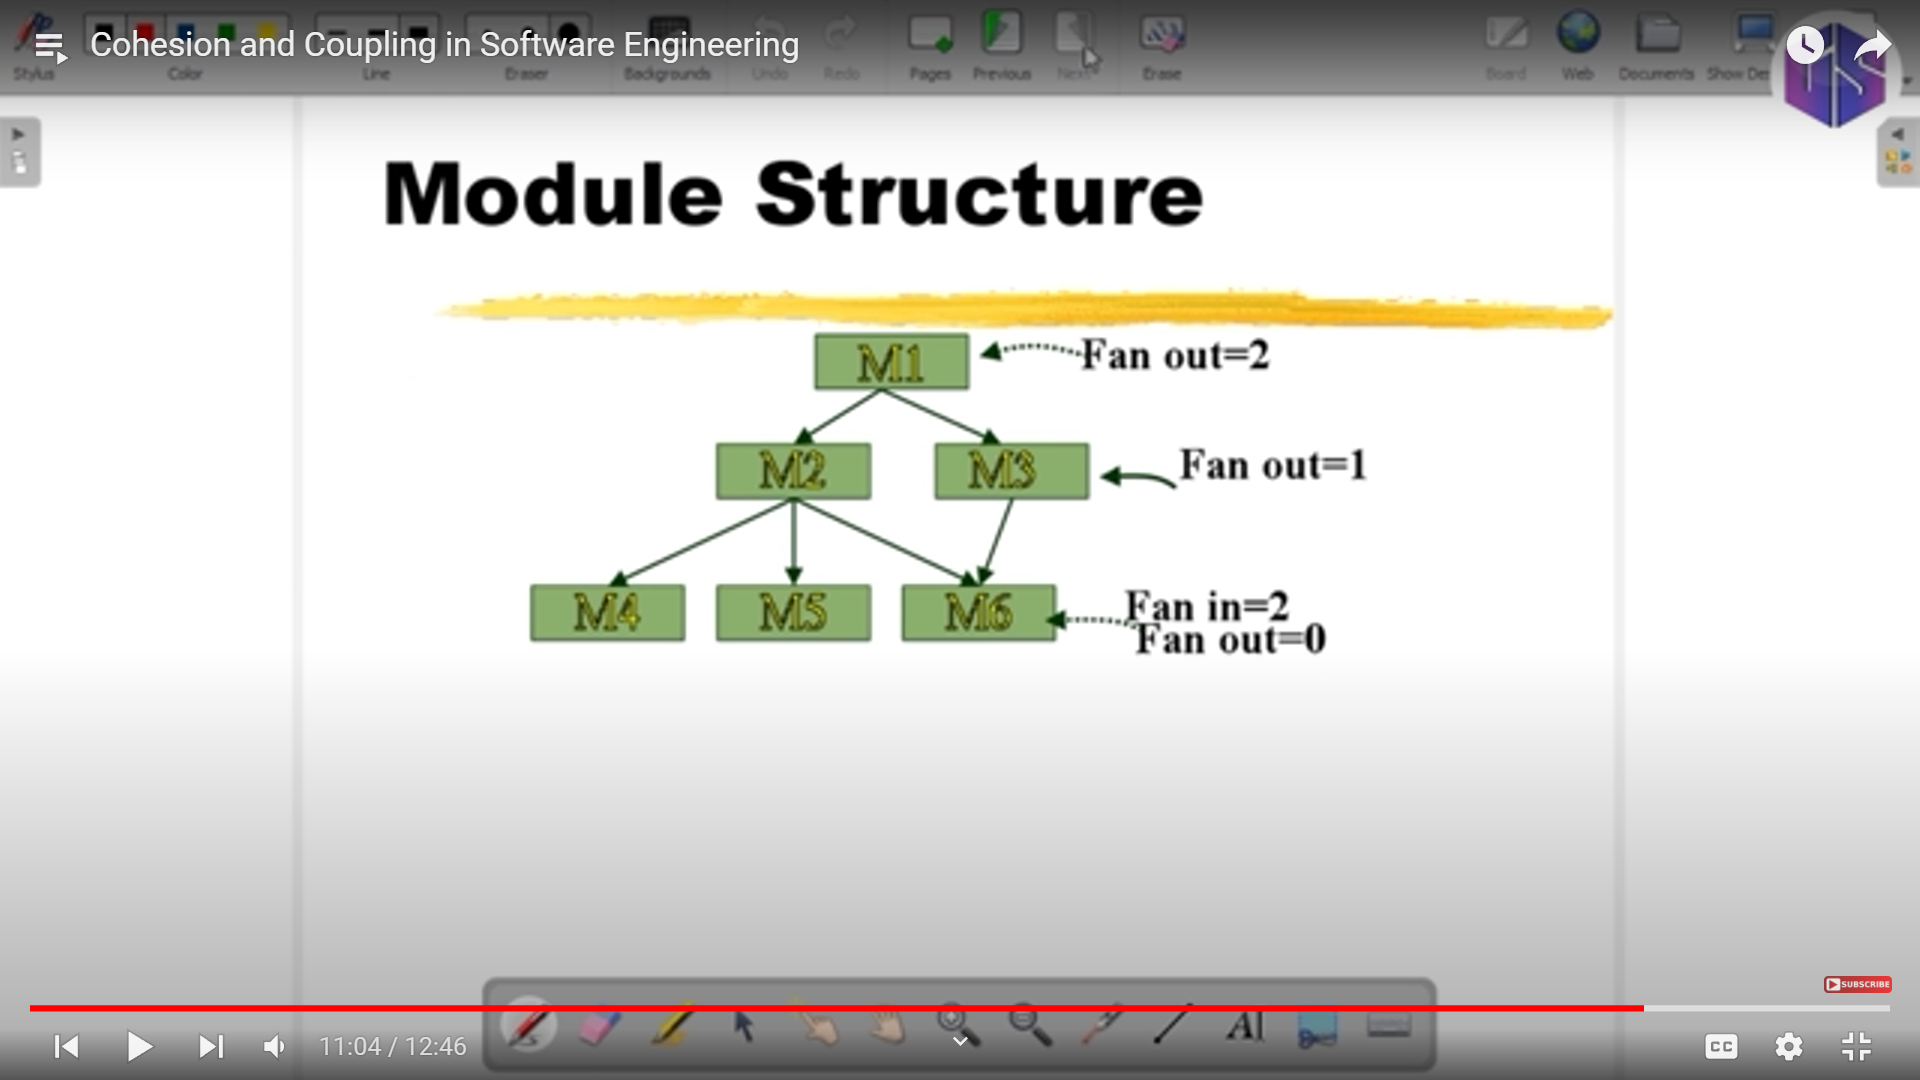 Cohesion and Coupling in Software Engineering
Stylus Color Line Eraser Backgrounds Undo Redo Pages Previous Next Erase Board Web Documents
Module Structure
M1
Fan out=2
M2 M3
Fan out=1
M4 M5 M6
Fan in=2
Fan out=0
SUBSCRIBE
11:04 / 12:46
AI
CC